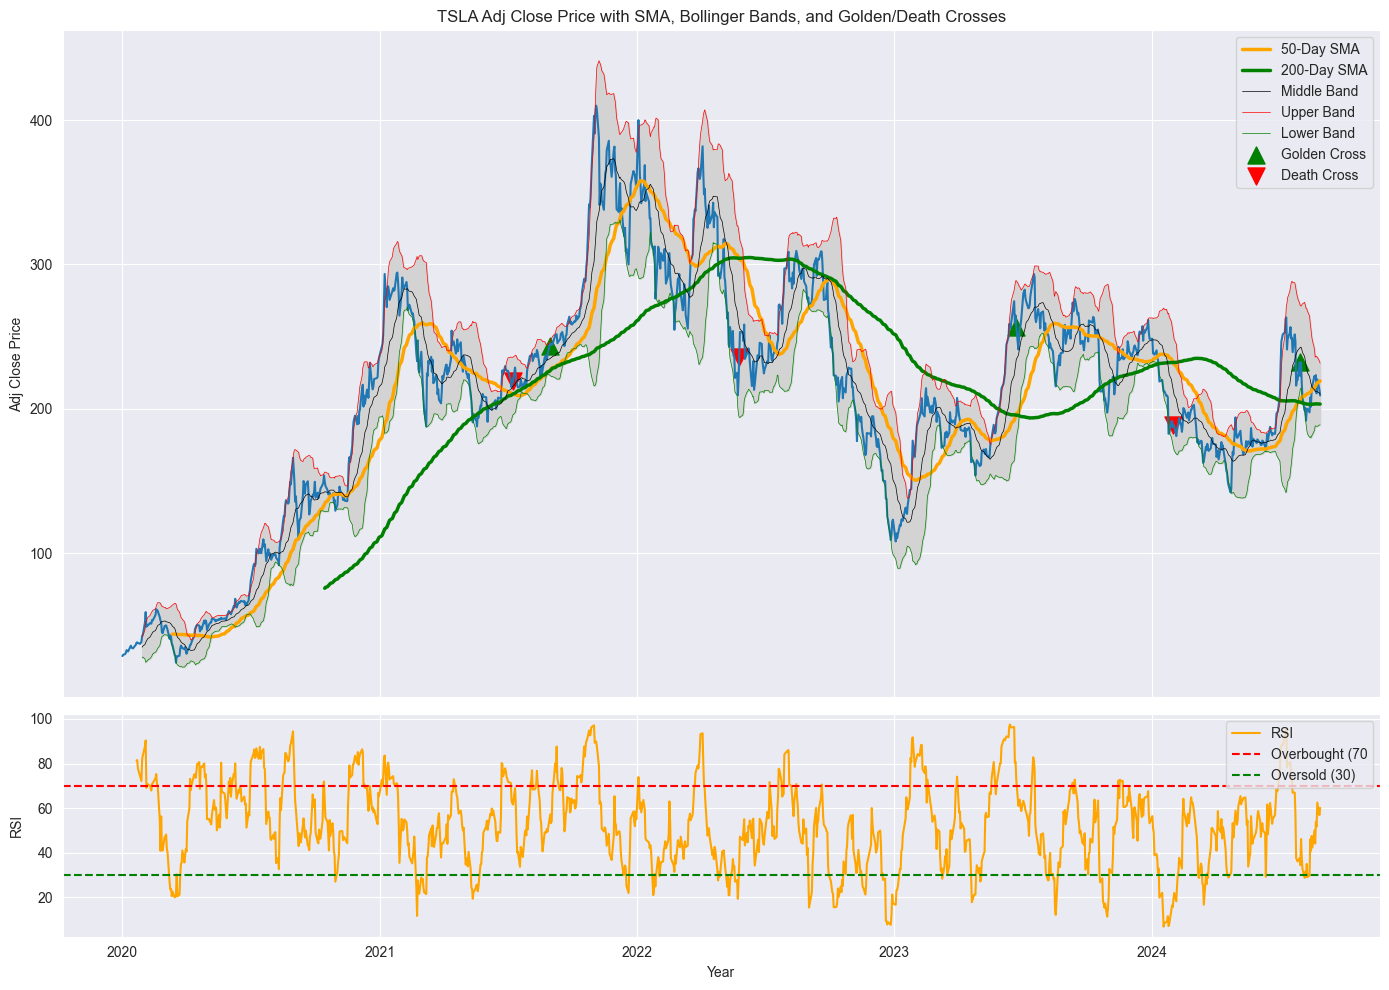 TSLA Adj Close Price with SMA, Bollinger Bands, and Golden/Death Crosses
50-Day SMA
200-Day SMA
Middle Band
Upper Band
Lower Band
Golden Cross
Death Cross
Adj Close Price
400
300
200
100
RSI
Overbought (70
Oversold (30)
RSI
100
80
60
40
20
2020
2021
2022
2023
2024
Year